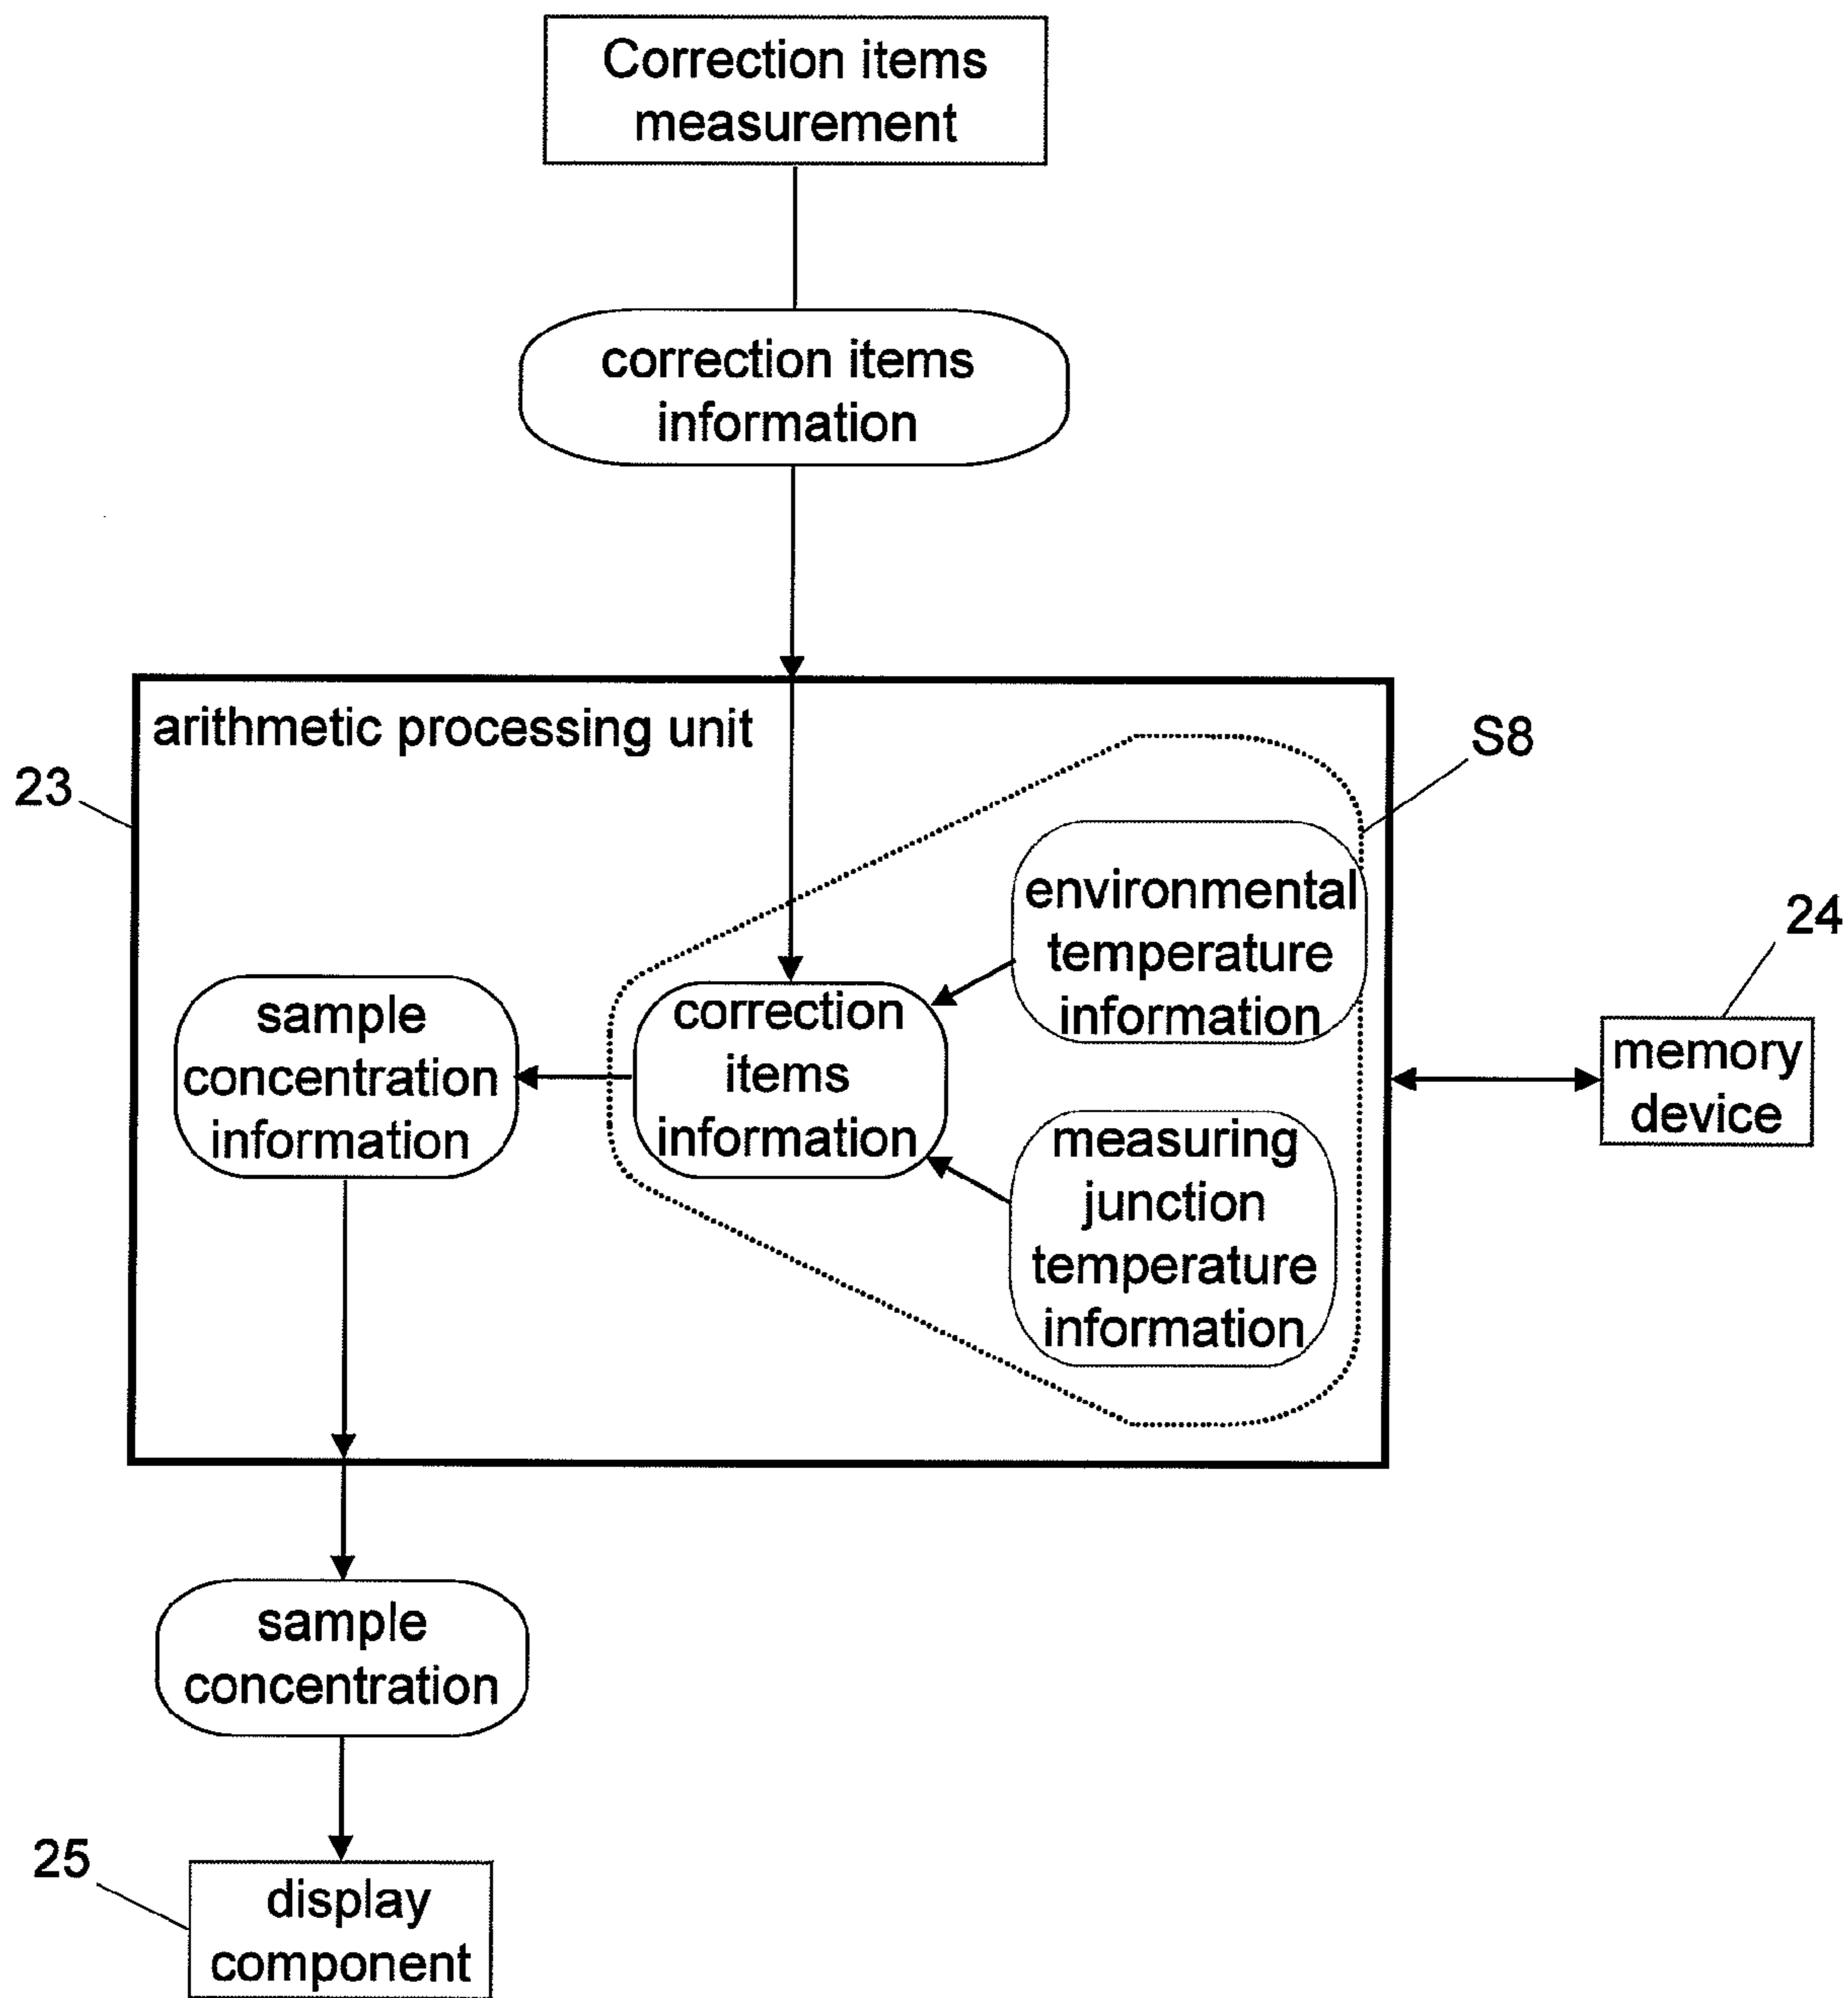 Correction items
measurement
correction items
information
arithmetic processing unit
S8
23
environmental
temperature
information
24
sample
concentration
information
correction
items
information
memory
device
measuring
junction
temperature
information
sample
concentration
25
display
component